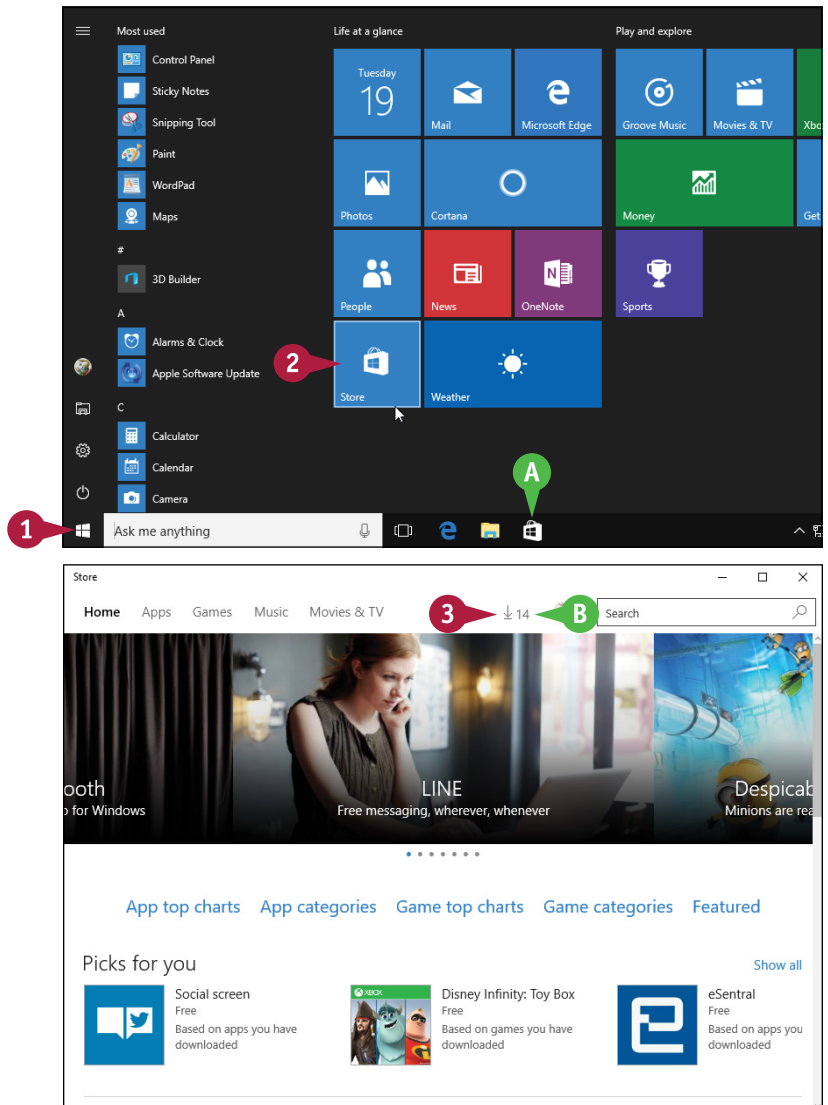 Most used
Control Panel
Sticky Notes
Snipping Tool
Paint
WordPad
Maps
#
3D Builder
A
Alarms & Clock
Apple Software Update
C
Calculator
Calendar
Camera
Life at a glance
Tuesday
19
Mail
Microsoft Edge
Photos
Cortana
People
News
OneNote
Store
Weather
Play and explore
Groove Music
Movies & TV
Xbo
Money
Get
Sports
2
A
1
Ask me anything
Store
Home Apps Games Music Movies & TV
3
14
B
Search
ooth
o for Windows
LINE
Free messaging, wherever, whenever
Despicab
Minions are rea
App top charts App categories Game top charts Game categories Featured
Picks for you
Show all
Social screen
Free
Based on apps you have
downloaded
XBOX
Disney Infinity: Toy Box
Free
Based on games you have
downloaded
eSentral
Free
Based on apps you
downloaded